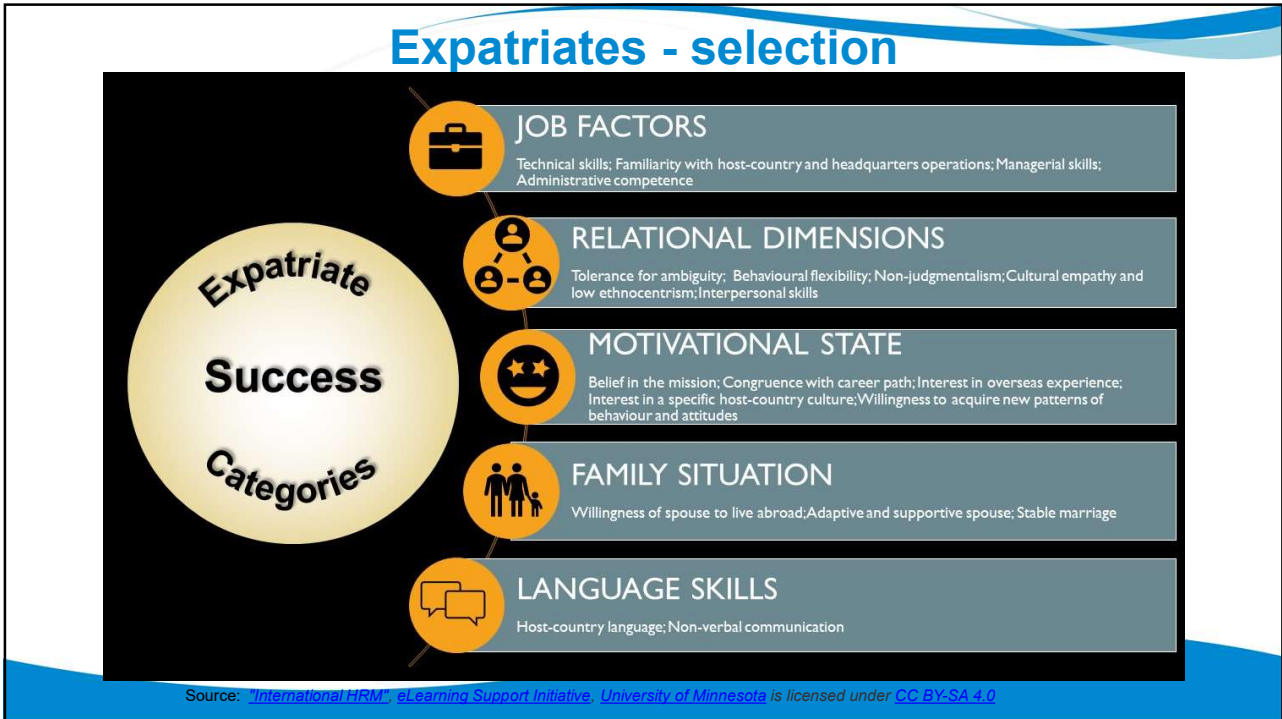 Expatriates - selection
Expatriate
Success
Categories
JOB FACTORS
Technical skills; Familiarity with host-country and headquarters operations; Managerial skills;
Administrative competence
RELATIONAL DIMENSIONS
Tolerance for ambiguity; Behavioural flexibility; Non-judgmentalism; Cultural empathy and
low ethnocentrism; Interpersonal skills
MOTIVATIONAL STATE
Belief in the mission; Congruence with career path; Interest in overseas experience;
Interest in a specific host-country culture; Willingness to acquire new patterns of
behaviour and attitudes
FAMILY SITUATION
Willingness of spouse to live abroad; Adaptive and supportive spouse; Stable marriage
LANGUAGE SKILLS
Host-country language; Non-verbal communication
Source: "International HRM", eLearning Support Initiative, University of Minnesota is licensed under CC BY-SA 4.0